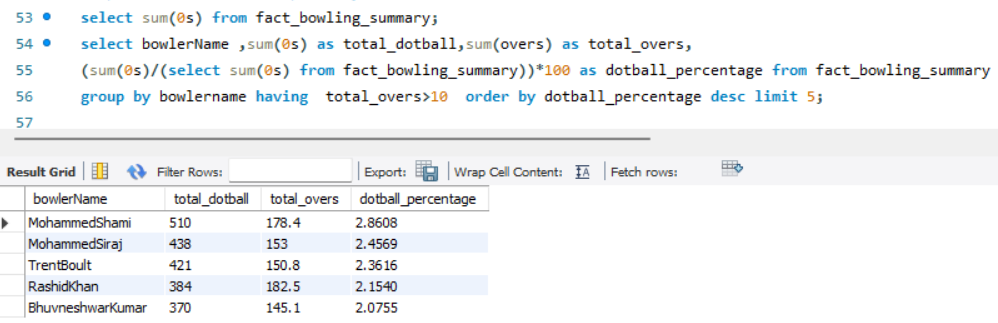 53 select sum(0s) from fact_bowling_summary;
54 select bowlerName ,sum(0s) as total_dotball,sum(overs) as total_overs,
55 (sum(0s)/(select sum(0s) from fact_bowling_summary))*100 as dotball_percentage from fact_bowling_summary
56 group by bowlername having total_overs>10 order by dotball_percentage desc limit 5;
57
Result Grid Filter Rows: Export: Wrap Cell Content: IA Fetch rows:
bowlerName total_dotball total_overs dotball_percentage
MohammedShami 510 178.4 2.8608
MohammedSiraj 438 153 2.4569
TrentBoult 421 150.8 2.3616
RashidKhan 384 182.5 2.1540
BhuvneshwarKumar 370 145.1 2.0755